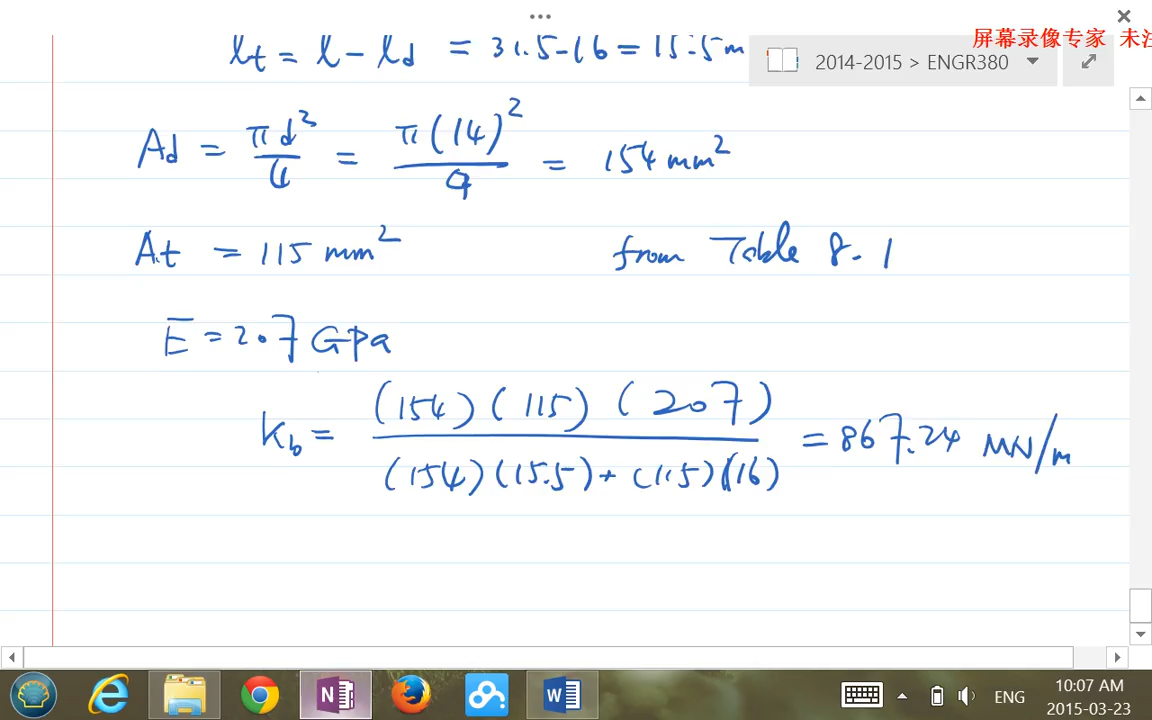 lt = l - ld = 31.5-16 = 15.5m
屏幕录像专家 未
2014-2015 > ENGR380
Ad = πd²/4 = π(14)²/4 = 154 mm²
At = 115 mm² from Table 8-1
E = 207 GPa
kb = (154)(115)(207) / (154)(15.5)+(115)(16) = 867.24 MN/m
ENG
10:07 AM
2015-03-23